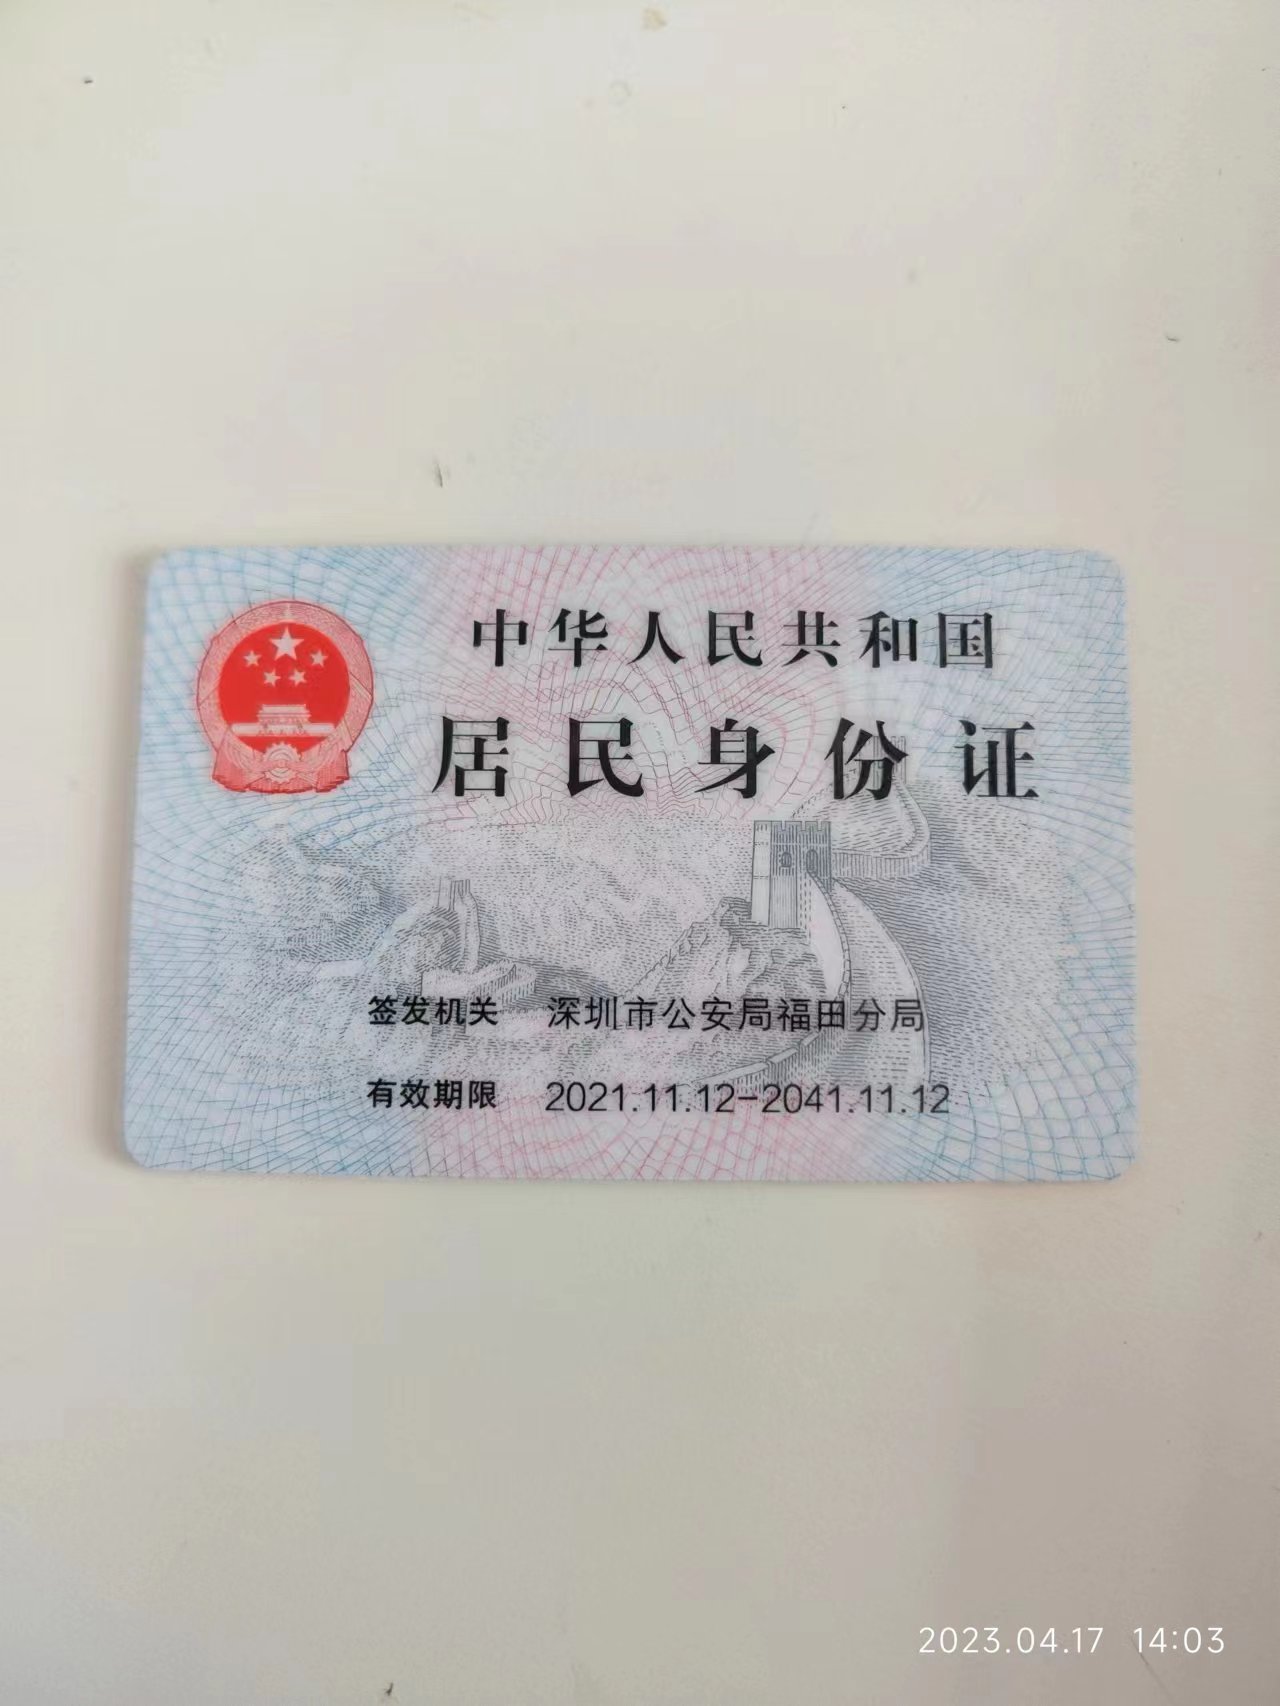 中华人民共和国
居民身份证
签发机关 深圳市公安局福田分局
有效期限 2021.11.12-2041.11.12
2023.04.17 14:03